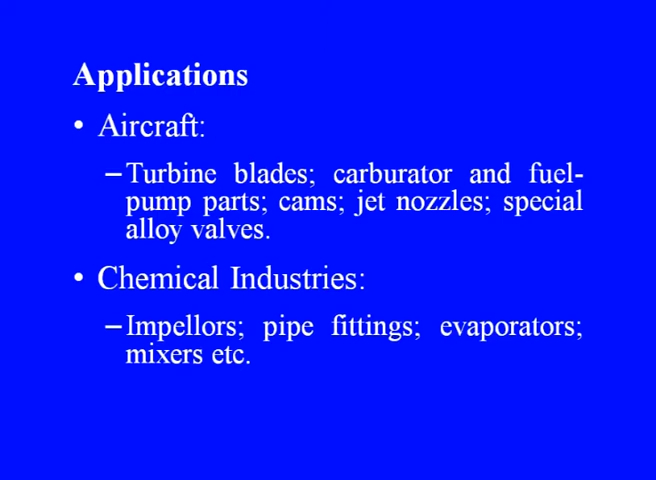 Applications
• Aircraft:
–Turbine blades; carburator and fuel-
pump parts; cams; jet nozzles; special
alloy valves.
• Chemical Industries:
–Impellors; pipe fittings; evaporators;
mixers etc.